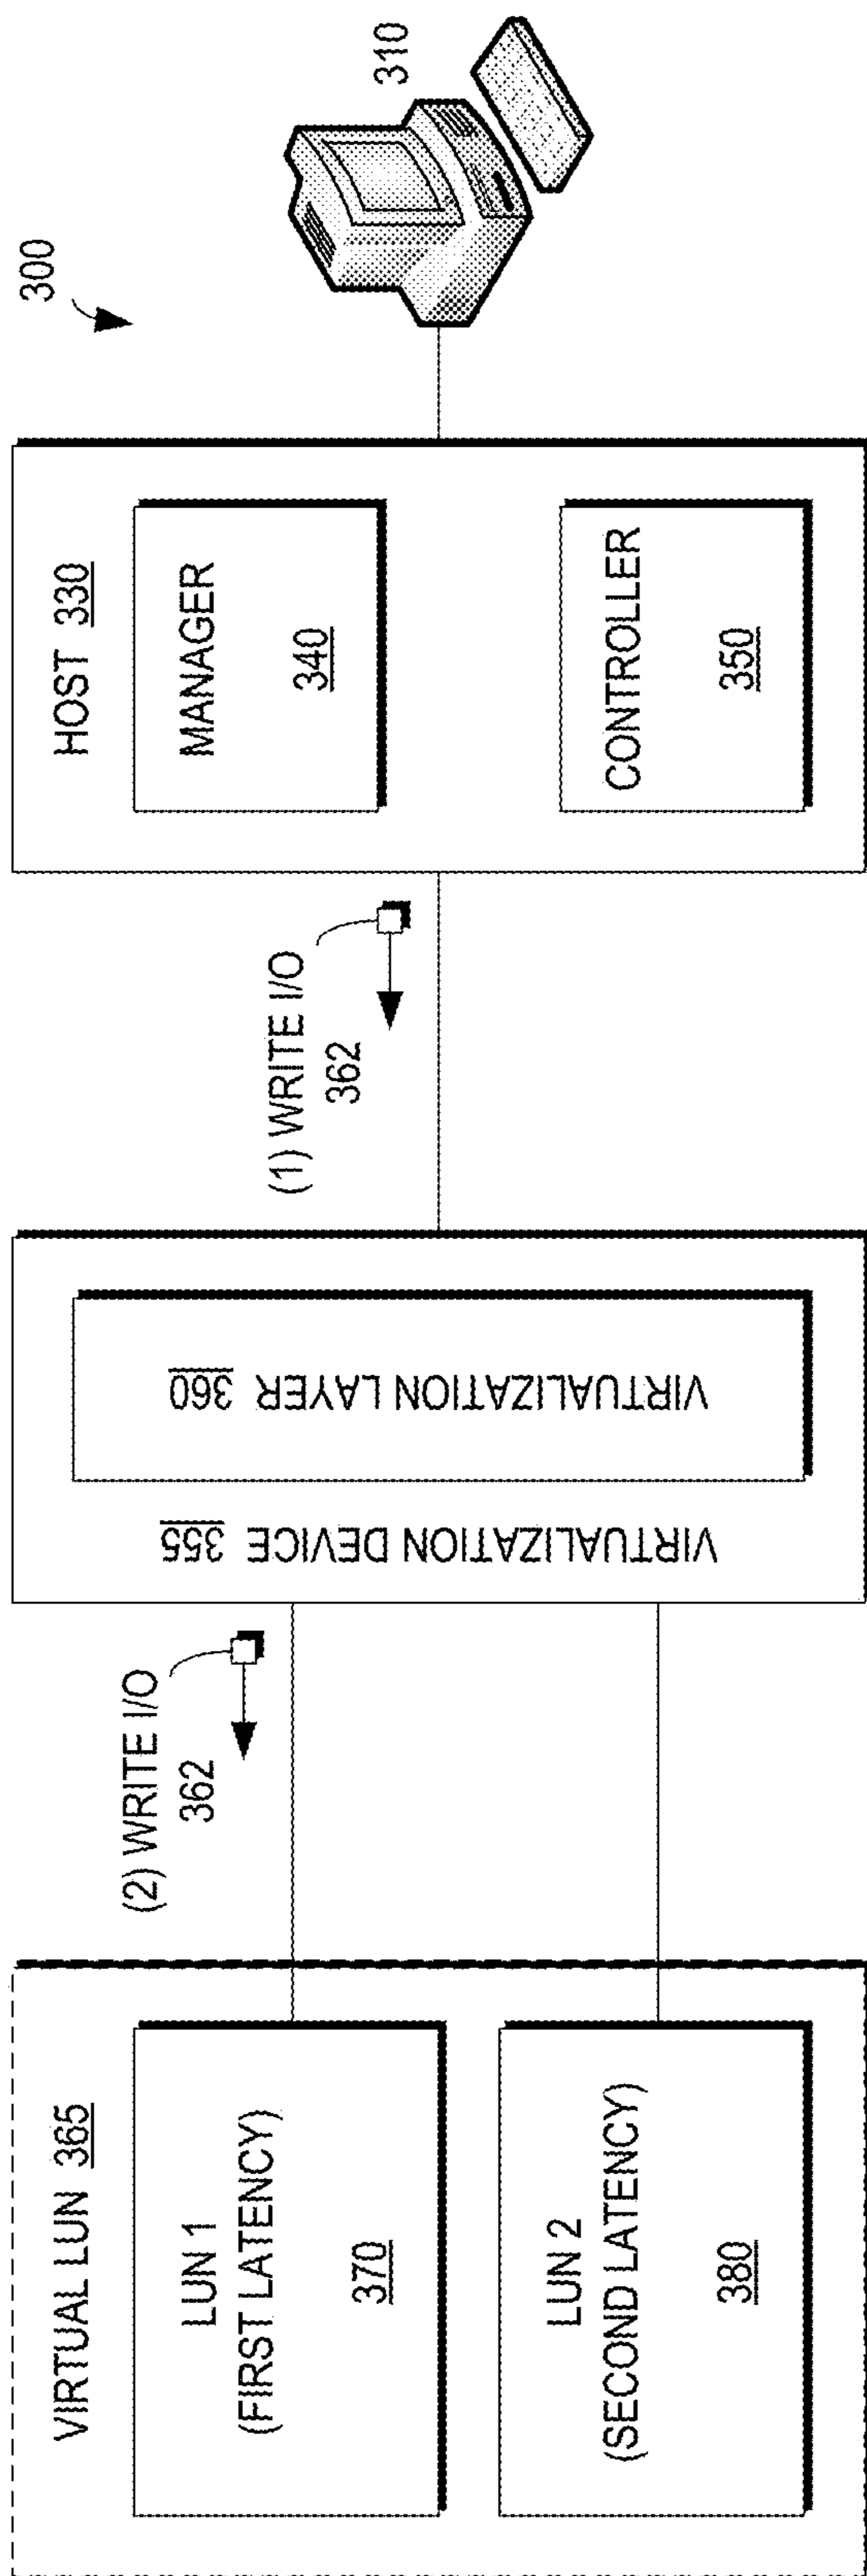 300
310
HOST 330
MANAGER
340
CONTROLLER
350
(1) WRITE I/O
362
VIRTUALIZATION LAYER 360
VIRTUALIZATION DEVICE 355
(2) WRITE I/O
362
VIRTUAL LUN 365
LUN 1
(FIRST LATENCY)
370
LUN 2
(SECOND LATENCY)
380